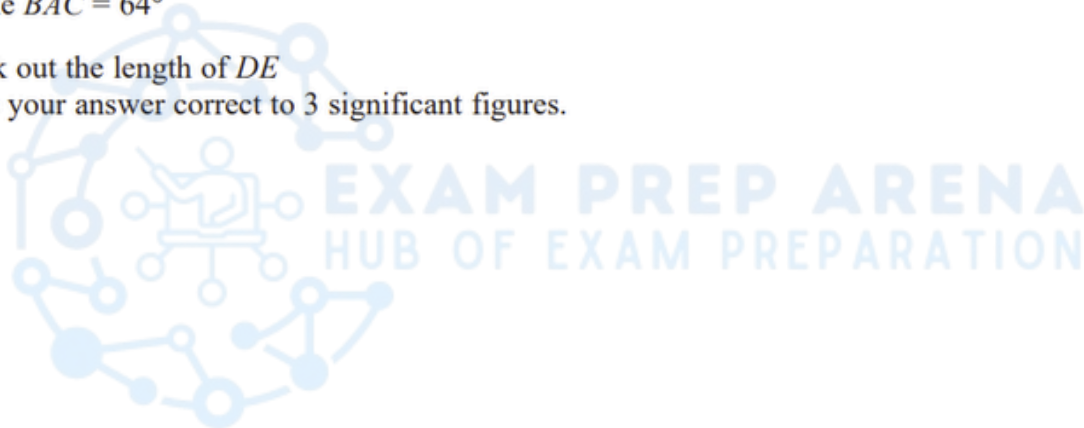 e BAC = 64°
k out the length of DE
your answer correct to 3 significant figures.
EXAM PREP ARENA
HUB OF EXAM PREPARATION